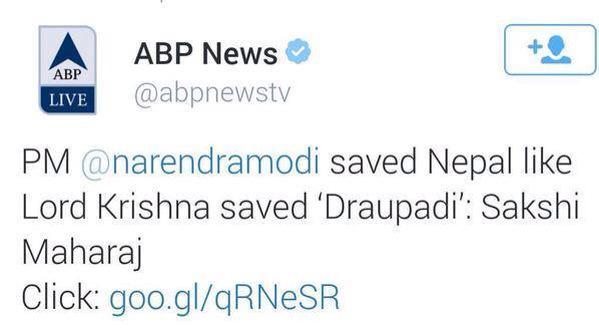 ABP
LIVE
ABP News
@abpnewstv
PM @narendramodi saved Nepal like
Lord Krishna saved ‘Draupadi’: Sakshi
Maharaj
Click: goo.gl/qRNeSR